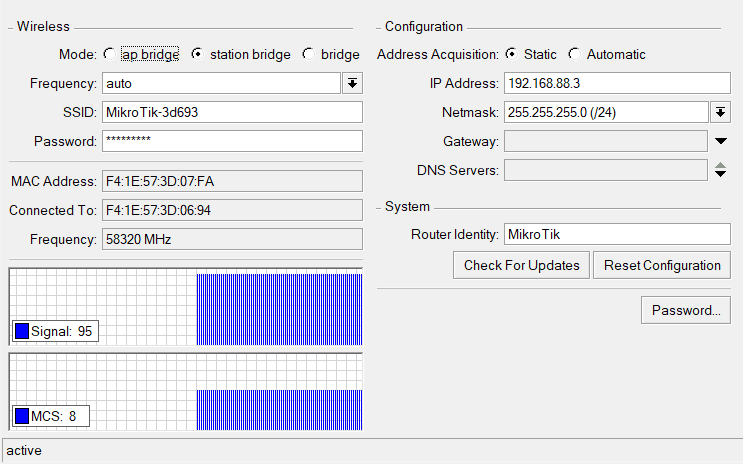 Wireless
Mode: ap bridge station bridge bridge
Frequency: auto
SSID: MikroTik-3d693
Password: *********
MAC Address: F4:1E:57:3D:07:FA
Connected To: F4:1E:57:3D:06:94
Frequency: 58320 MHz
Signal: 95
MCS: 8
Configuration
Address Acquisition: Static Automatic
IP Address: 192.168.88.3
Netmask: 255.255.255.0 (/24)
Gateway:
DNS Servers:
System
Router Identity: MikroTik
Check For Updates Reset Configuration
Password...
active